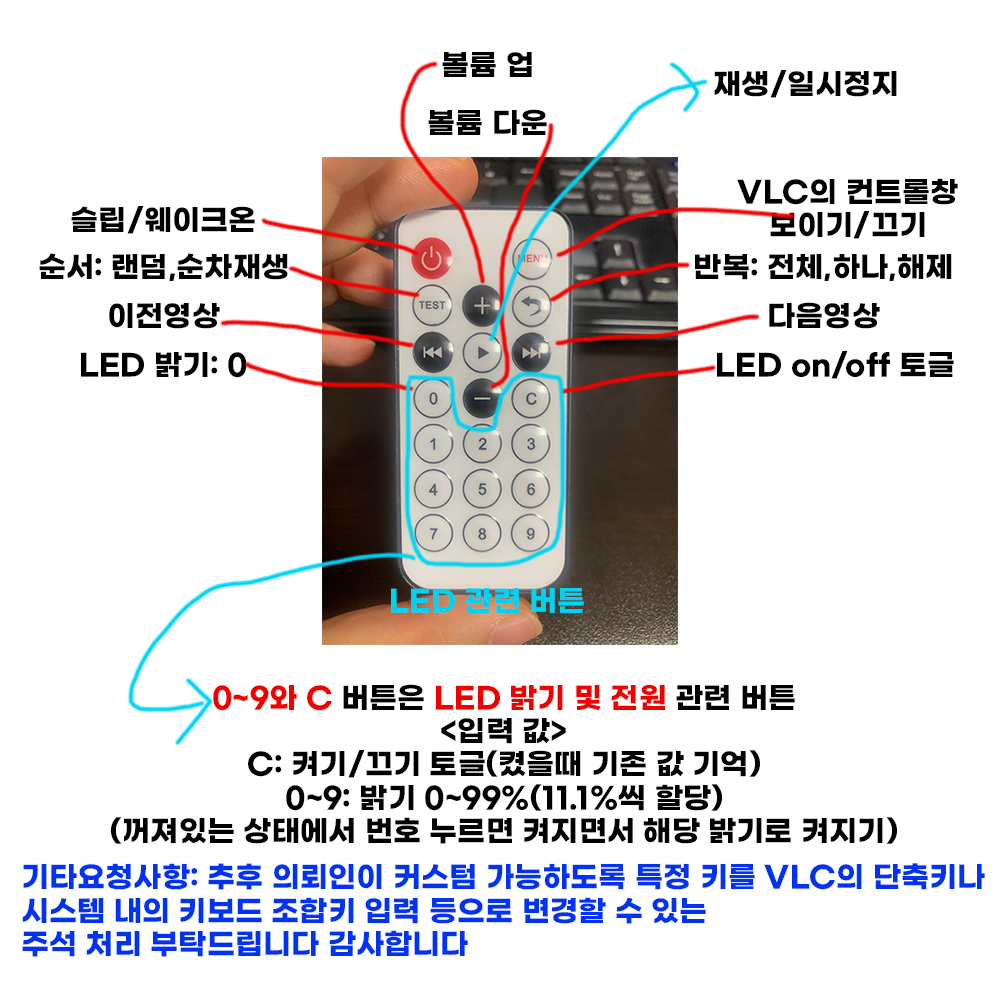 볼륨 업
볼륨 다운
재생/일시정지
VLC의 컨트롤창
보이기/끄기
슬립/웨이크온
순서: 랜덤,순차재생
반복: 전체,하나,해제
이전영상
다음영상
LED 밝기: 0
LED on/off 토글
MENU
TEST
0
C
1 2 3
4 5 6
7 8 9
LED 관련 버튼
0~9와 C 버튼은 LED 밝기 및 전원 관련 버튼
<입력 값>
C: 켜기/끄기 토글(켰을때 기존 값 기억)
0~9: 밝기 0~99%(11.1%씩 할당)
(꺼져있는 상태에서 번호 누르면 켜지면서 해당 밝기로 켜지기)
기타요청사항: 추후 의뢰인이 커스텀 가능하도록 특정 키를 VLC의 단축키나
시스템 내의 키보드 조합키 입력 등으로 변경할 수 있는
주석 처리 부탁드립니다 감사합니다